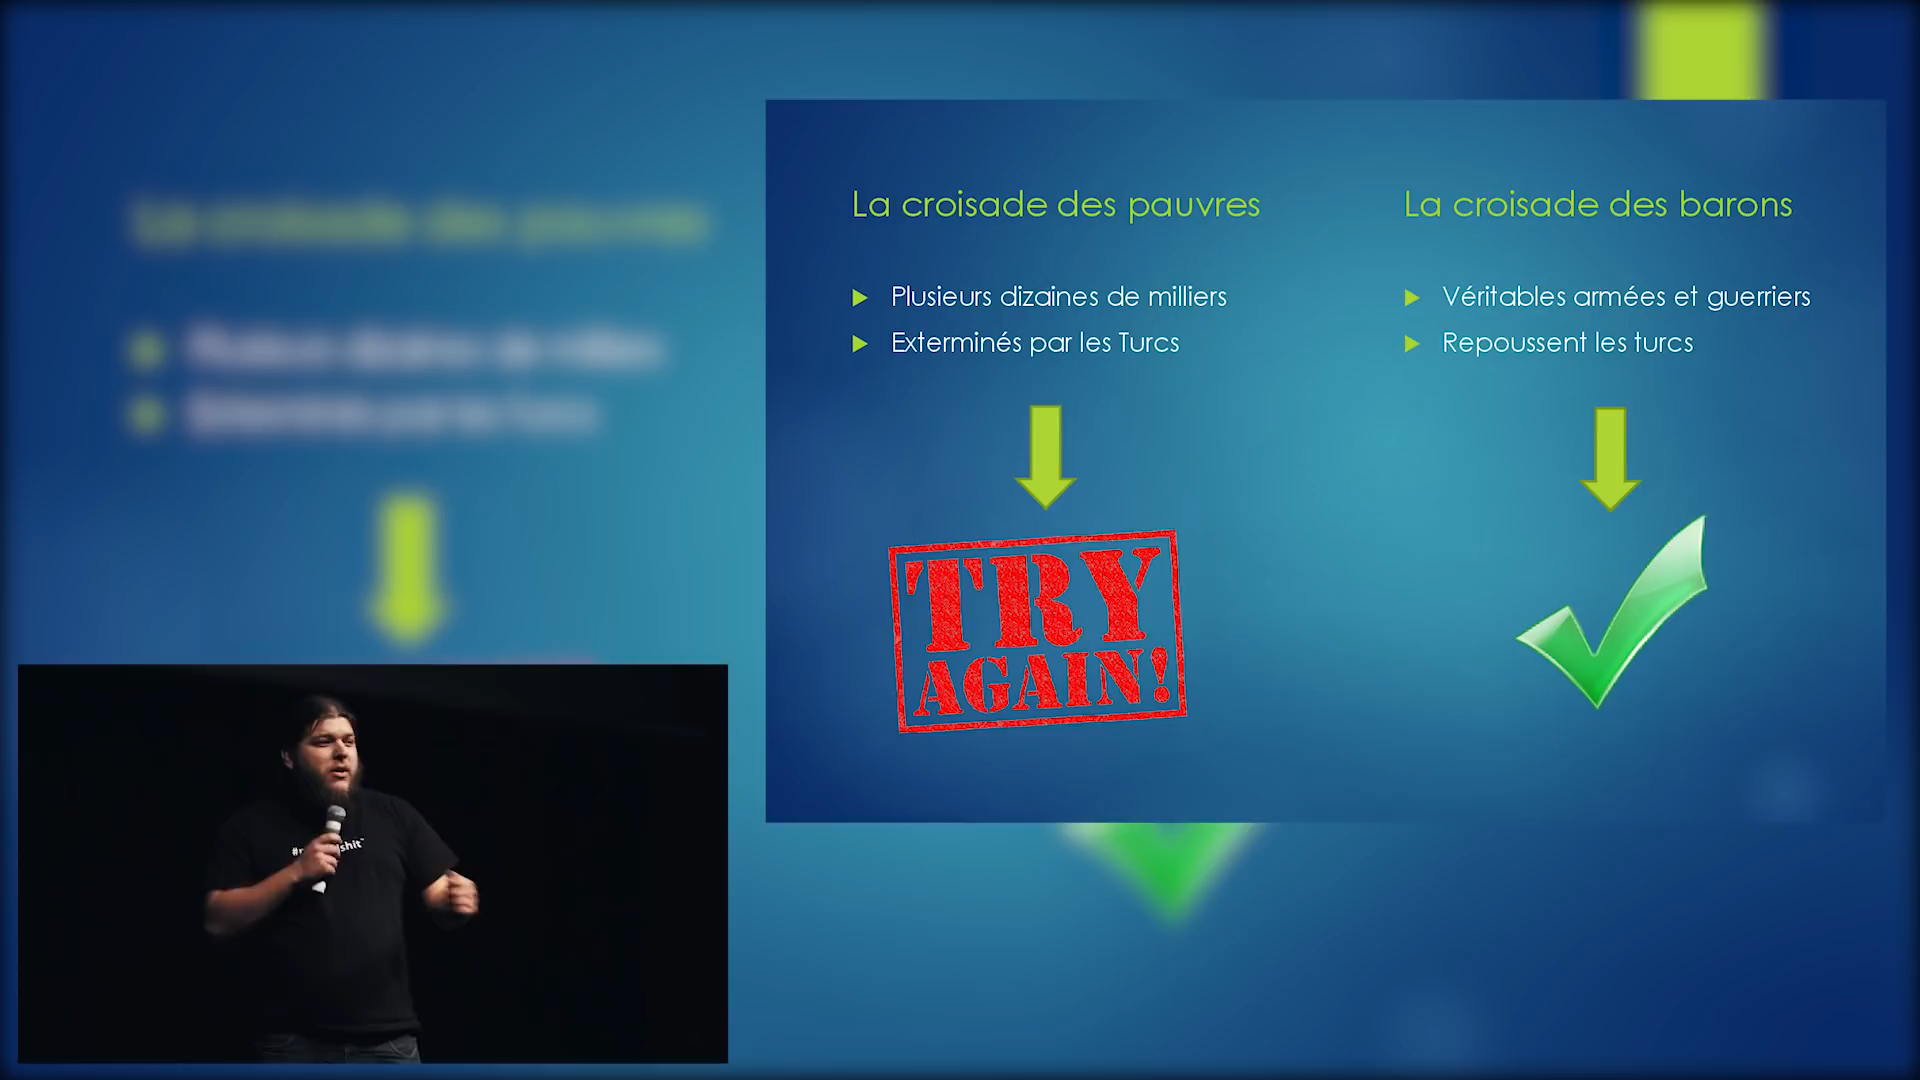 La croisade des pauvres
Plusieurs dizaines de milliers
Exterminés par les Turcs
TRY
AGAIN!
La croisade des barons
Véritables armées et guerriers
Repoussent les turcs